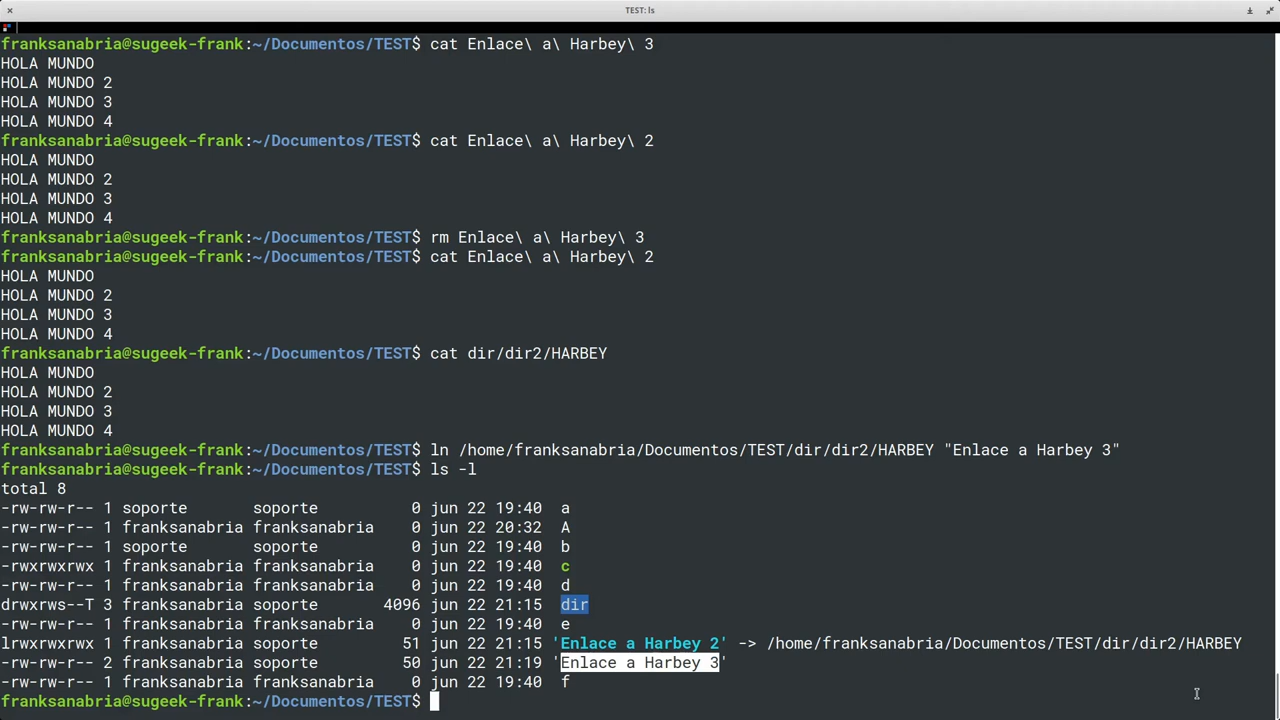 TEST: ls
franksanabria@sugeek-frank:~/Documentos/TEST$ cat Enlace\ a\ Harbey\ 3
HOLA MUNDO
HOLA MUNDO 2
HOLA MUNDO 3
HOLA MUNDO 4
franksanabria@sugeek-frank:~/Documentos/TEST$ cat Enlace\ a\ Harbey\ 2
HOLA MUNDO
HOLA MUNDO 2
HOLA MUNDO 3
HOLA MUNDO 4
franksanabria@sugeek-frank:~/Documentos/TEST$ rm Enlace\ a\ Harbey\ 3
franksanabria@sugeek-frank:~/Documentos/TEST$ cat Enlace\ a\ Harbey\ 2
HOLA MUNDO
HOLA MUNDO 2
HOLA MUNDO 3
HOLA MUNDO 4
franksanabria@sugeek-frank:~/Documentos/TEST$ cat dir/dir2/HARBEY
HOLA MUNDO
HOLA MUNDO 2
HOLA MUNDO 3
HOLA MUNDO 4
franksanabria@sugeek-frank:~/Documentos/TEST$ ln /home/franksanabria/Documentos/TEST/dir/dir2/HARBEY "Enlace a Harbey 3"
franksanabria@sugeek-frank:~/Documentos/TEST$ ls -l
total 8
-rw-rw-r-- 1 soporte       soporte          0 jun 22 19:40  a
-rw-rw-r-- 1 franksanabria franksanabria    0 jun 22 20:32  A
-rw-rw-r-- 1 soporte       soporte          0 jun 22 19:40  b
-rwxrwxrwx 1 franksanabria franksanabria    0 jun 22 19:40  c
-rw-rw-r-- 1 franksanabria franksanabria    0 jun 22 19:40  d
drwxrws--T 3 franksanabria soporte       4096 jun 22 21:15  dir
-rw-rw-r-- 1 franksanabria franksanabria    0 jun 22 19:40  e
lrwxrwxrwx 1 franksanabria soporte         51 jun 22 21:15 'Enlace a Harbey 2' -> /home/franksanabria/Documentos/TEST/dir/dir2/HARBEY
-rw-rw-r-- 2 franksanabria soporte         50 jun 22 21:19 'Enlace a Harbey 3'
-rw-rw-r-- 1 franksanabria franksanabria    0 jun 22 19:40  f
franksanabria@sugeek-frank:~/Documentos/TEST$